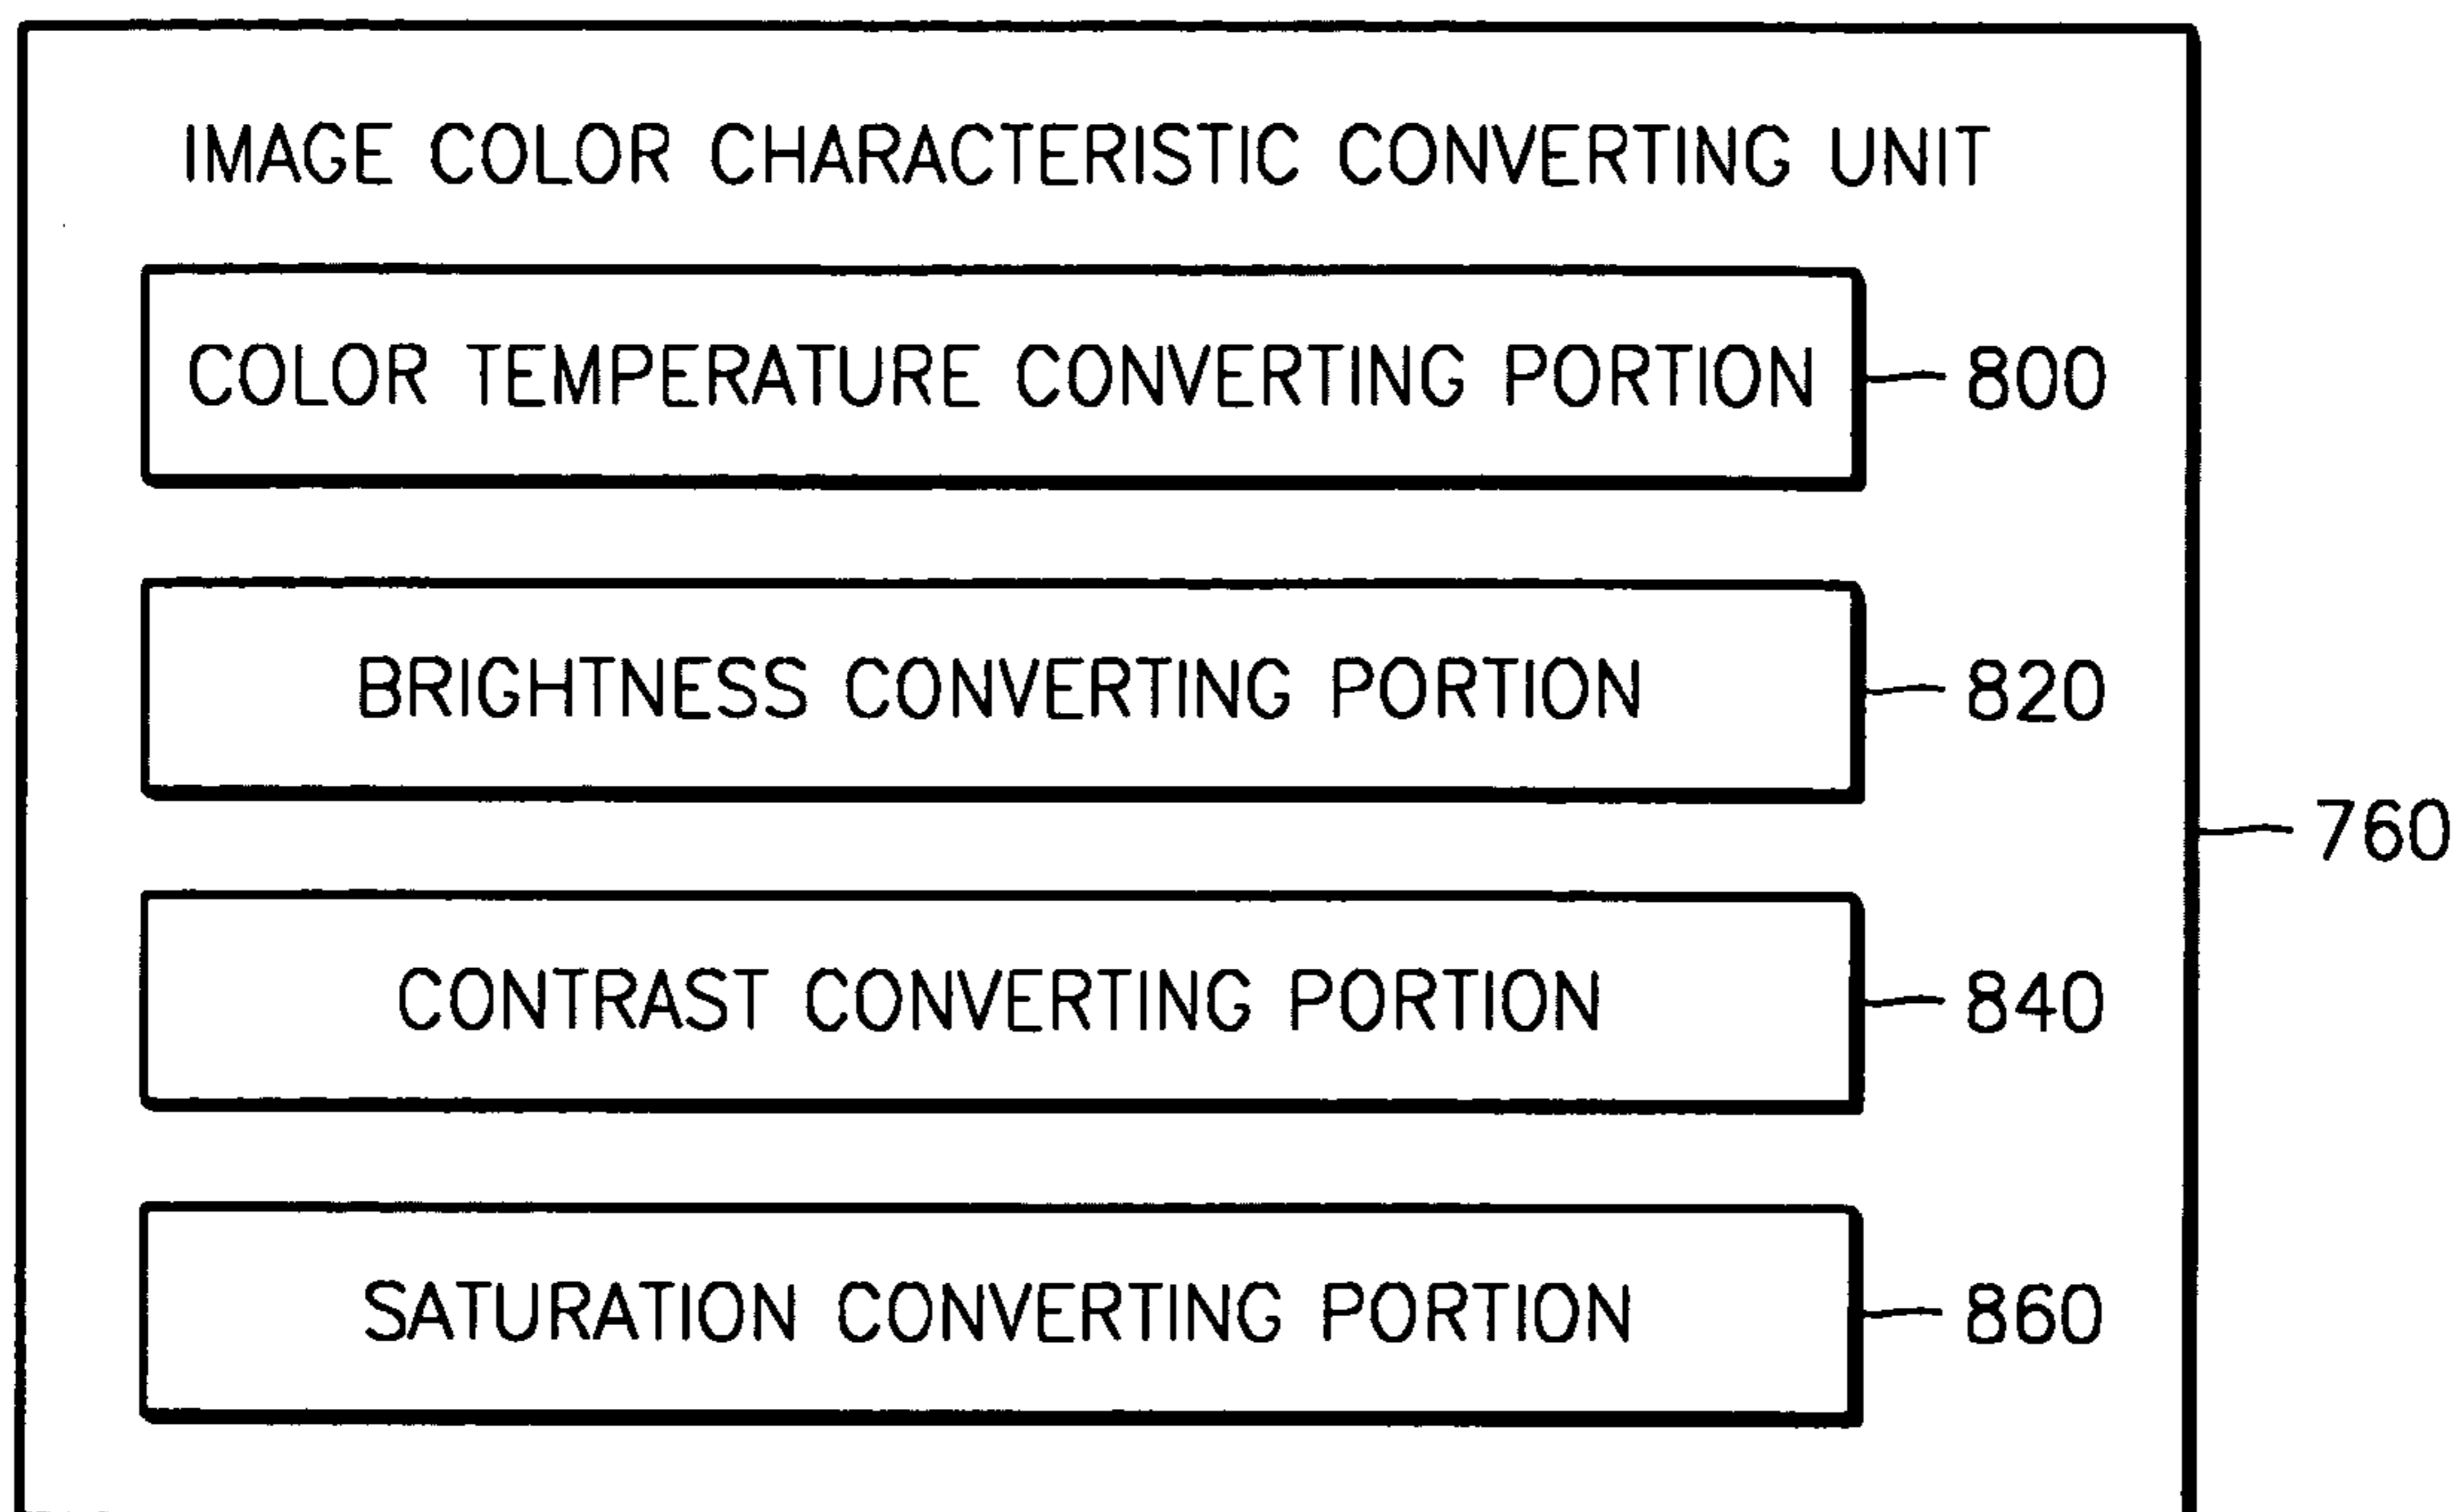 IMAGE COLOR CHARACTERISTIC CONVERTING UNIT
COLOR TEMPERATURE CONVERTING PORTION
800
BRIGHTNESS CONVERTING PORTION
820
760
CONTRAST CONVERTING PORTION
840
SATURATION CONVERTING PORTION
860